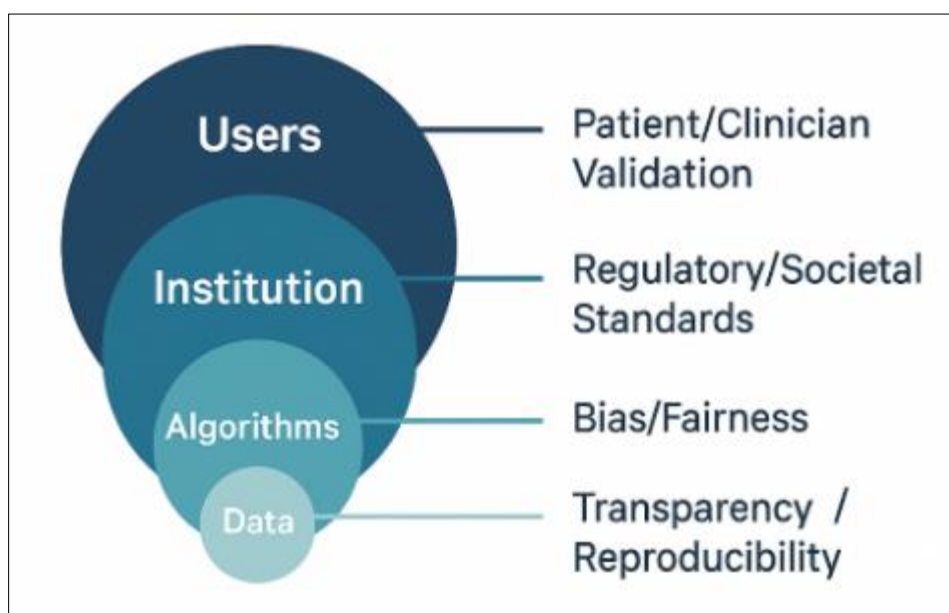 Users
Patient/Clinician
Validation
Institution
Regulatory/Societal
Standards
Algorithms
Bias/Fairness
Data
Transparency /
Reproducibility